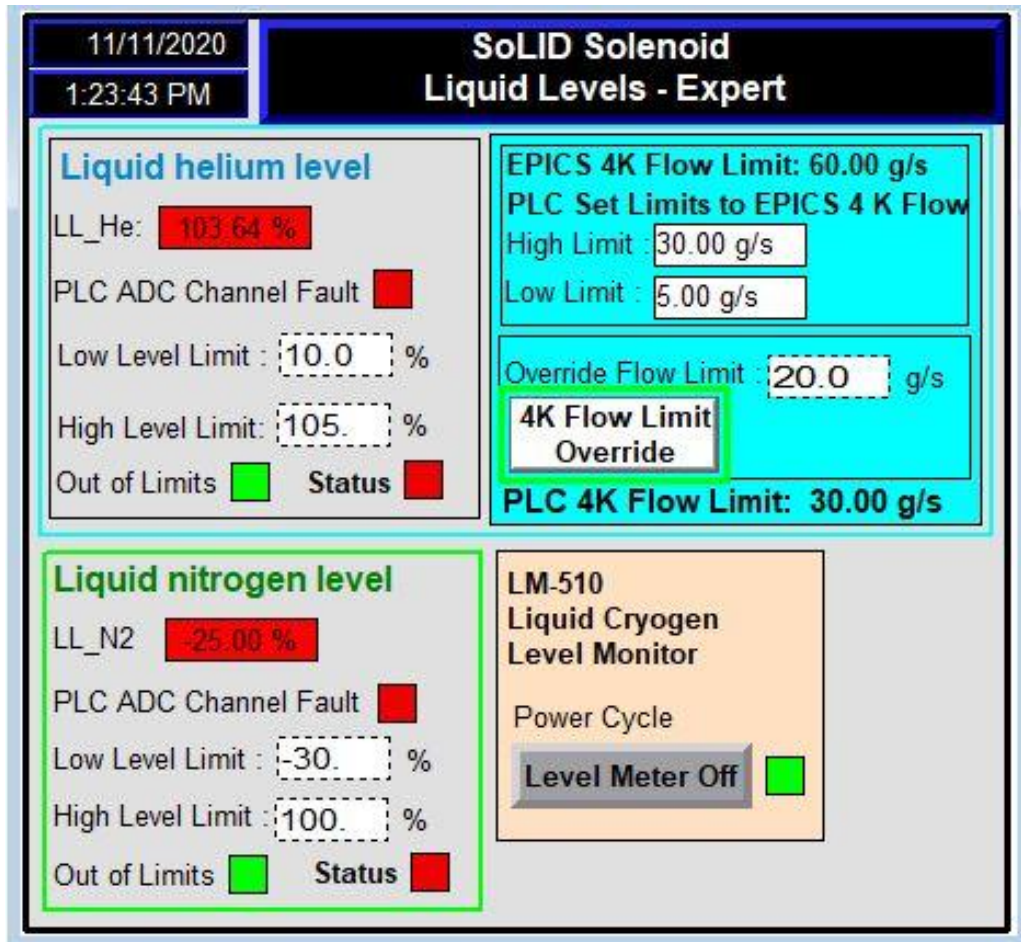 11/11/2020
1:23:43 PM
SoLID Solenoid
Liquid Levels - Expert
Liquid helium level
LL_He: 103.64 %
PLC ADC Channel Fault
Low Level Limit : 10.0 %
High Level Limit: 105. %
Out of Limits Status
EPICS 4K Flow Limit: 60.00 g/s
PLC Set Limits to EPICS 4 K Flow
High Limit : 30.00 g/s
Low Limit : 5.00 g/s
Override Flow Limit : 20.0 g/s
4K Flow Limit
Override
PLC 4K Flow Limit: 30.00 g/s
Liquid nitrogen level
LL_N2 -25.00 %
PLC ADC Channel Fault
Low Level Limit : -30. %
High Level Limit : 100. %
Out of Limits Status
LM-510
Liquid Cryogen
Level Monitor
Power Cycle
Level Meter Off